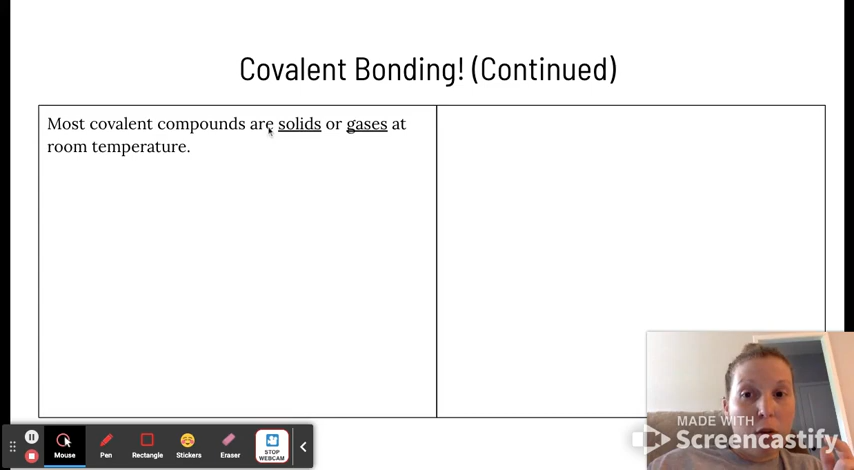 Covalent Bonding! (Continued)
Most covalent compounds are solids or gases at
room temperature.
Mouse
Pen
Rectangle
Stickers
Eraser
STOP
WEBCAM
MADE WITH
Screencastify